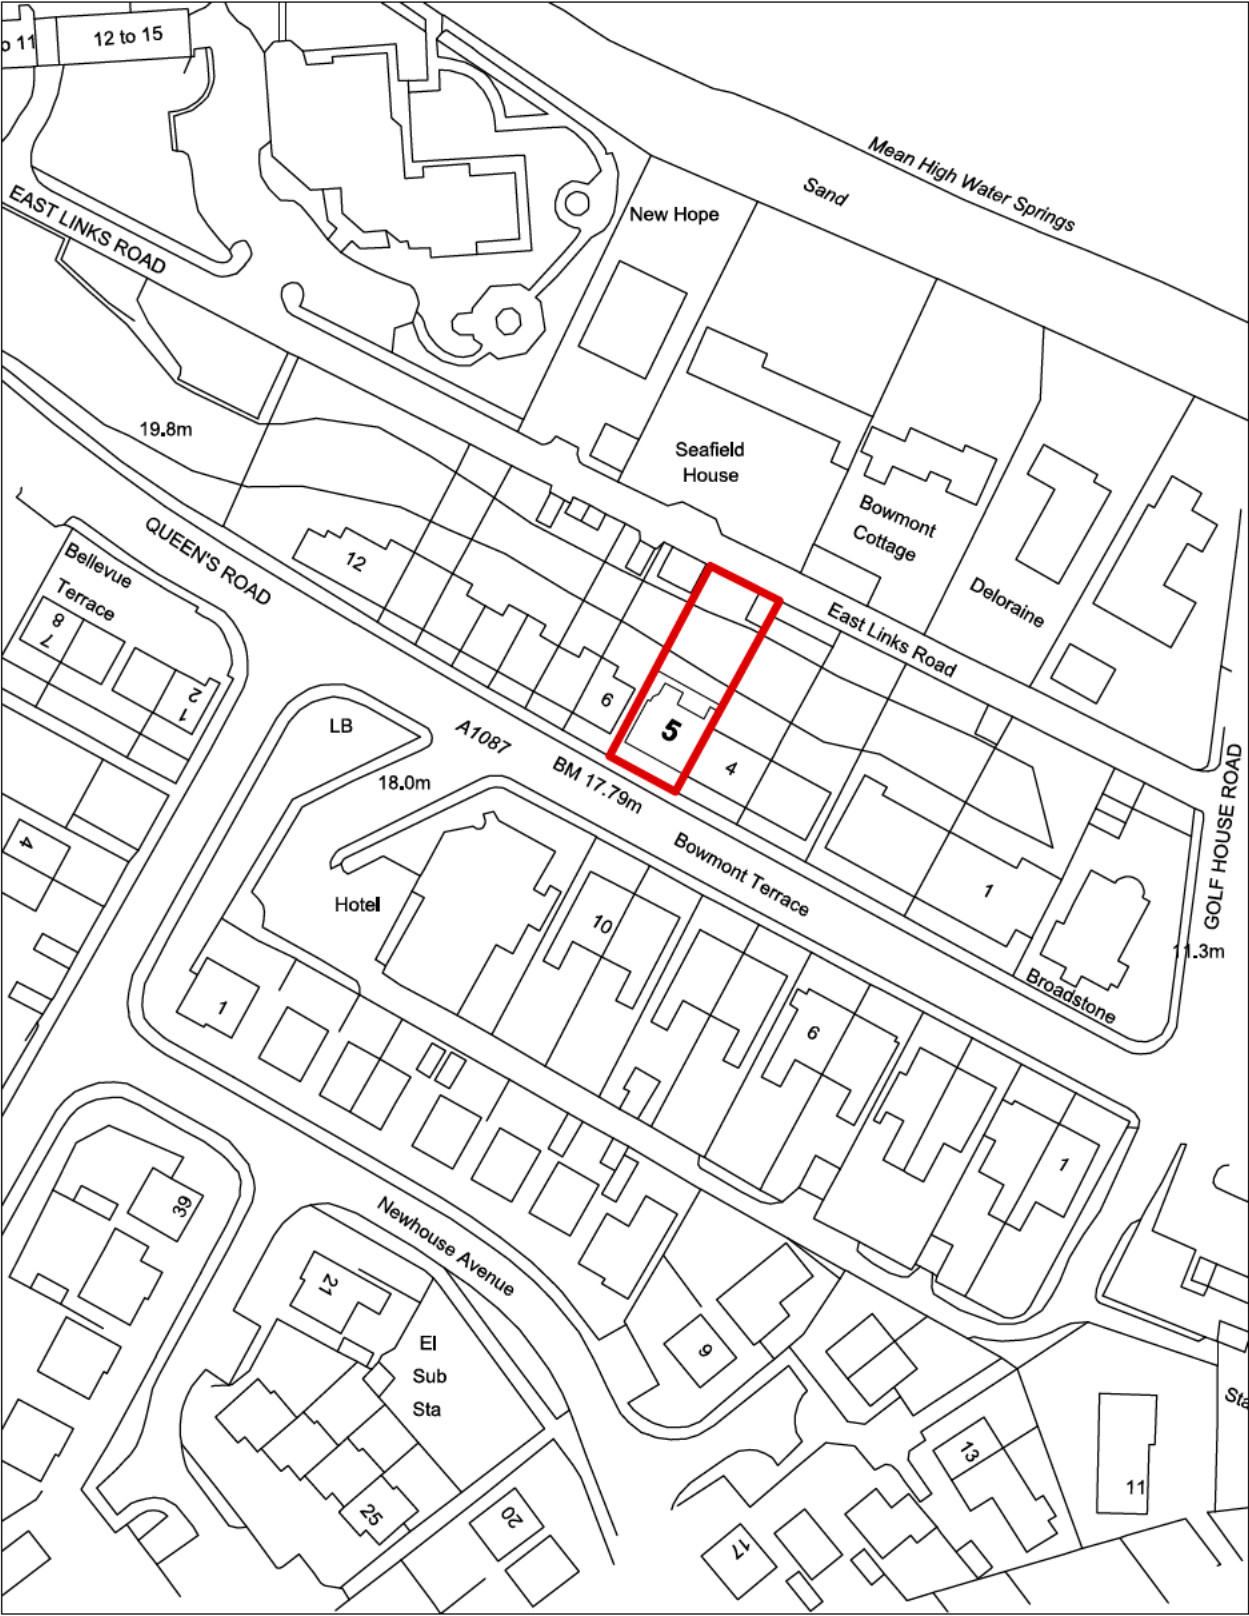 o 11
12 to 15
Mean High Water Springs
Sand
EAST LINKS ROAD
New Hope
19.8m
Seafield
House
QUEEN'S ROAD
Bowmont
Cottage
Bellevue
Terrace
12
Deloraine
8
7
East Links Road
2
1
6
LB
A1087
5
4
BM 17.79m
18.0m
GOLF HOUSE ROAD
4
Bowmont Terrace
Hotel
1
10
11.3m
Broadstone
1
6
1
39
Newhouse Avenue
21
El
Sub
Sta
9
Sta
13
11
25
20
17